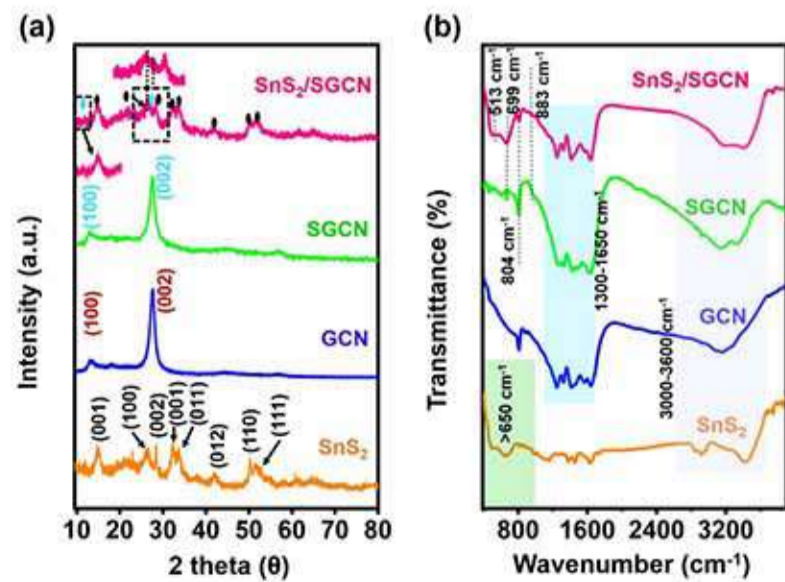 (a)
SnS2/SGCN
(100)
(002)
SGCN
(100)
(002)
GCN
(001)
(100)
(002)
(001)
(011)
(012)
(110)
(111)
SnS2
Intensity (a.u.)
10 20 30 40 50 60 70 80
2 theta (θ)
(b)
513 cm-1
699 cm-1
883 cm-1
SnS2/SGCN
SGCN
804 cm-1
1300-1650 cm-1
GCN
3000-3600 cm-1
>650 cm-1
SnS2
Transmittance (%)
800 1600 2400 3200
Wavenumber (cm-1)